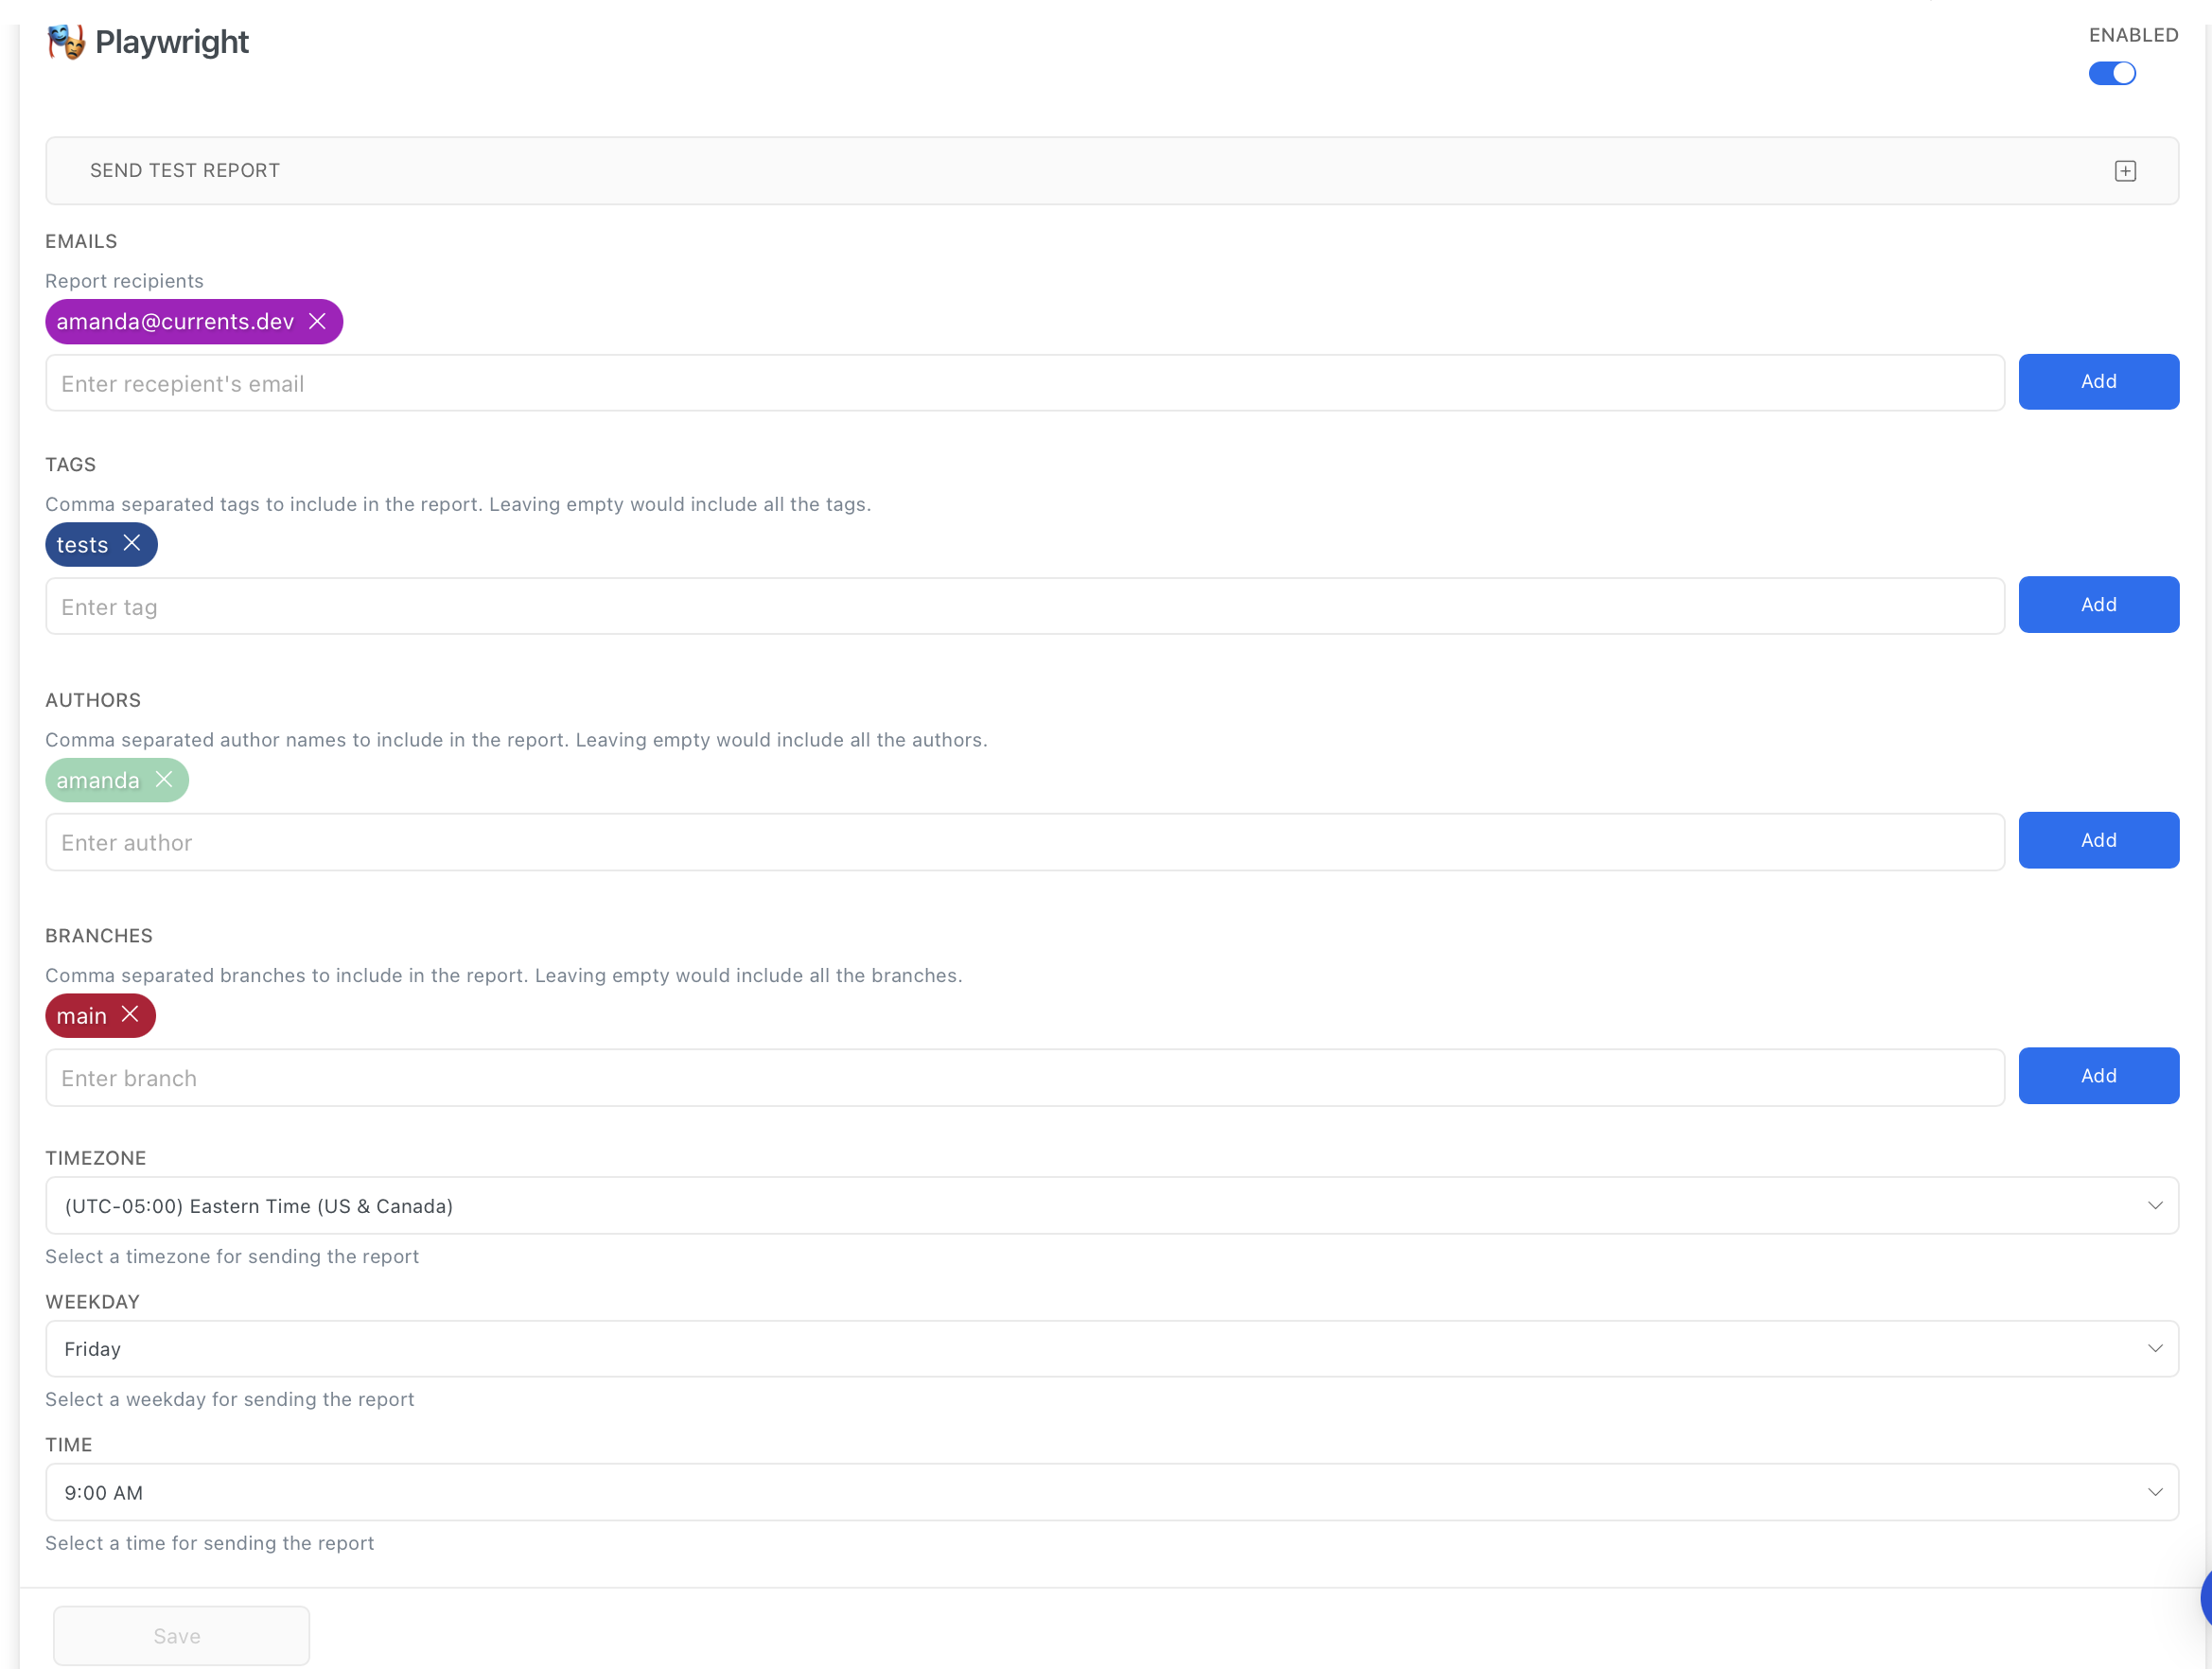 Playwright
ENABLED
SEND TEST REPORT
EMAILS
Report recipients
amanda@currents.dev
Enter recepient's email
Add
TAGS
Comma separated tags to include in the report. Leaving empty would include all the tags.
tests
Enter tag
Add
AUTHORS
Comma separated author names to include in the report. Leaving empty would include all the authors.
amanda
Enter author
Add
BRANCHES
Comma separated branches to include in the report. Leaving empty would include all the branches.
main
Enter branch
Add
TIMEZONE
(UTC-05:00) Eastern Time (US & Canada)
Select a timezone for sending the report
WEEKDAY
Friday
Select a weekday for sending the report
TIME
9:00 AM
Select a time for sending the report
Save